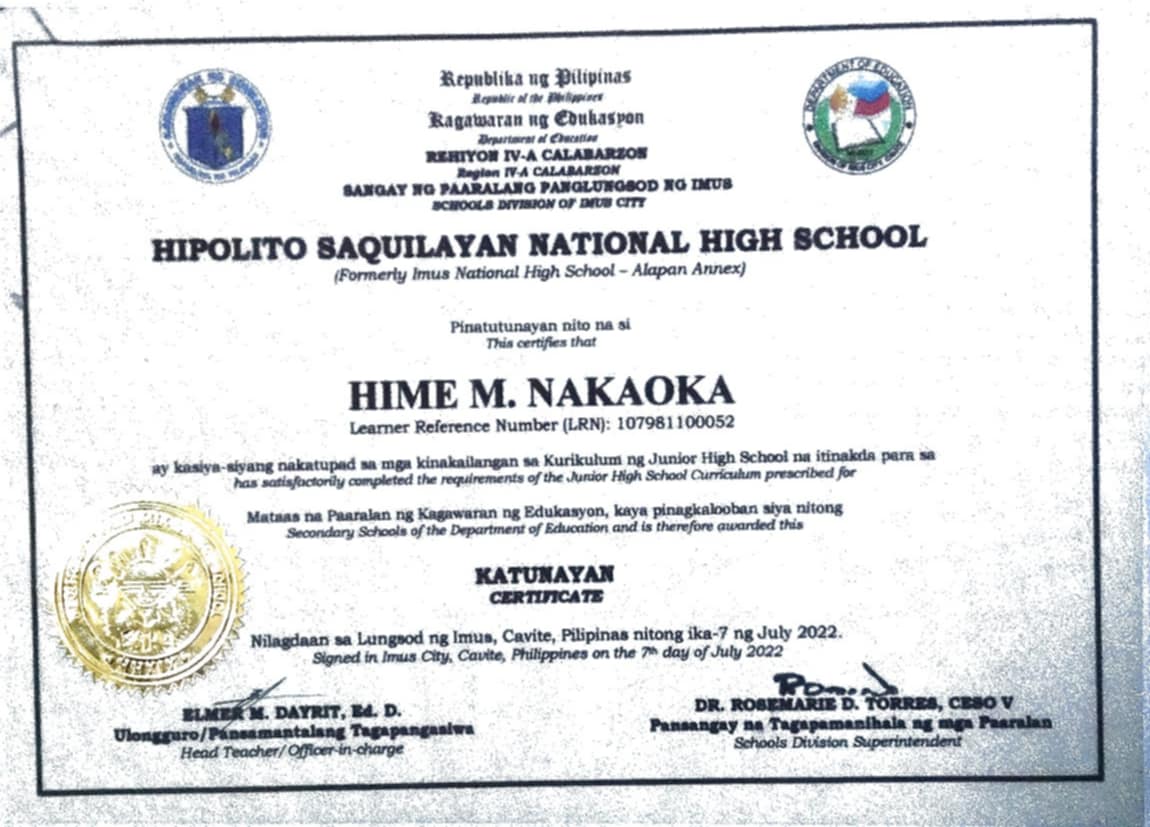 Republika ng Pilipinas
Republic of the Philippines
Kagawaran ng Edukasyon
Department of Education
REHIYON IV-A CALABARZON
Region IV-A CALABARZON
SANGAY NG PAARALANG PANGLUNGSOD NG IMUS
SCHOOLS DIVISION OF IMUS CITY
DEPARTMENT OF EDUCATION
HIPOLITO SAQUILAYAN NATIONAL HIGH SCHOOL
(Formerly Imus National High School – Alapan Annex)
Pinatutunayan nito na si
This certifies that
HIME M. NAKAOKA
Learner Reference Number (LRN): 107981100052
ay kasiya-siyang nakatupad sa mga kinakailangan sa Kurikulum ng Junior High School na itinakda para sa
has satisfactorily completed the requirements of the Junior High School Curriculum prescribed for
Mataas na Paaralan ng Kagawaran ng Edukasyon, kaya pinagkalooban siya nitong
Secondary Schools of the Department of Education and is therefore awarded this
KATUNAYAN
CERTIFICATE
Nilagdaan sa Lungsod ng Imus, Cavite, Pilipinas nitong ika-7 ng July 2022.
Signed in Imus City, Cavite, Philippines on the 7th day of July 2022
ELMER M. DAYRIT, Ed. D.
Ulongguro/Pansamantalang Tagapangasiwa
Head Teacher/ Officer-in-charge
DR. ROSEMARIE D. TORRES, CESO V
Pansangay na Tagapamanihala ng mga Paaralan
Schools Division Superintendent